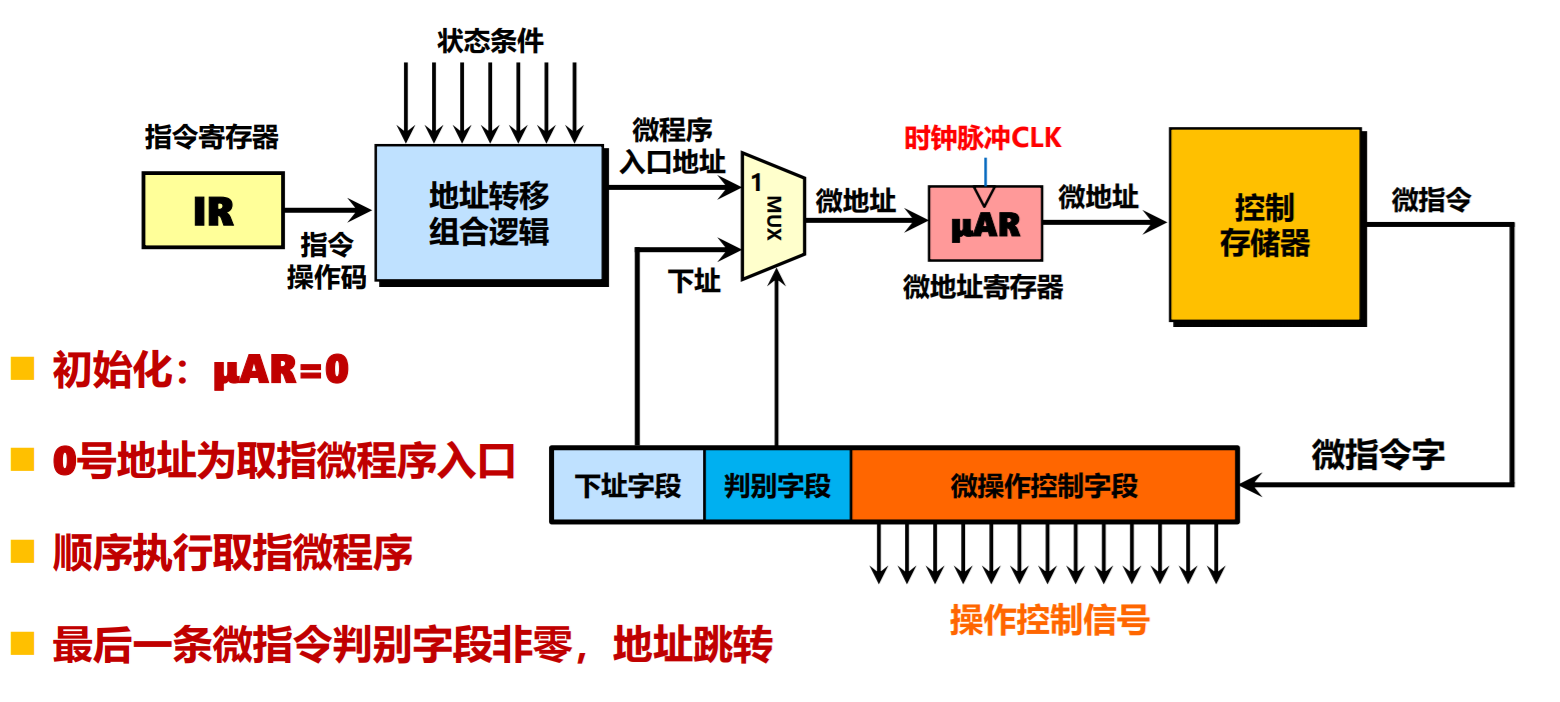 状态条件
指令寄存器
IR
指令
操作码
地址转移
组合逻辑
微程序
入口地址
下址
1
MUX
微地址
时钟脉冲CLK
μAR
微地址寄存器
微地址
控制
存储器
微指令
微指令字
下址字段
判别字段
微操作控制字段
操作控制信号
初始化：μAR=0
0号地址为取指微程序入口
顺序执行取指微程序
最后一条微指令判别字段非零，地址跳转